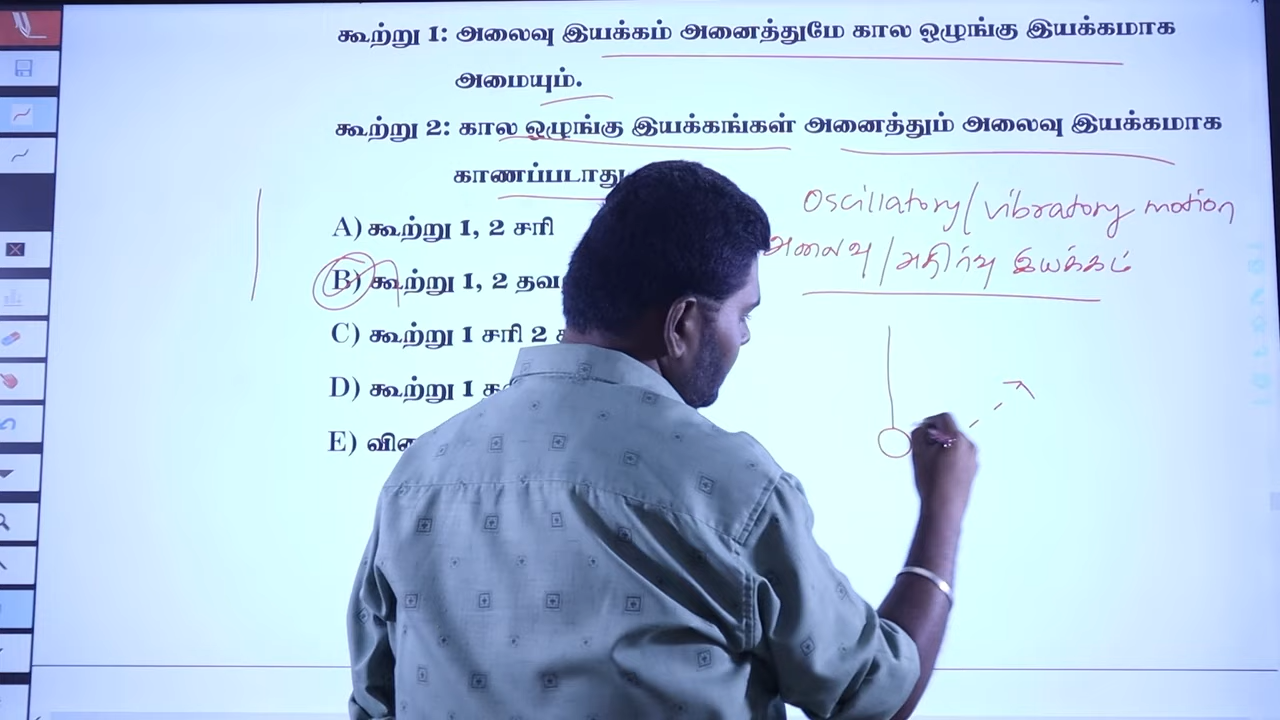 கூற்று 1: அலைவு இயக்கம் அனைத்துமே கால ஒழுங்கு இயக்கமாக
அமையும்.
கூற்று 2: கால ஒழுங்கு இயக்கங்கள் அனைத்தும் அலைவு இயக்கமாக
காணப்படாது
A) கூற்று 1, 2 சரி
B) கூற்று 1, 2
C) கூற்று 1 சரி 2
D) கூற்று 1
E)
Oscillatory/vibratory motion
அலைவு/அதிர்வு இயக்கம்